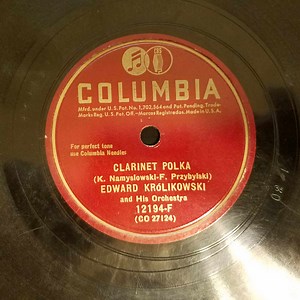 COLUMBIA
Mfd. under U.S. Pat. No. 1,702,564 and Pat. Pending, Trade-
Marks Reg. U.S. Pat. Off.—Marcas Registradas. Made in U.S.A.
For perfect tone
use Columbia Needles
CLARINET POLKA
(K. Namyslowski-F. Przybylski)
EDWARD KRÓLIKOWSKI
and His Orchestra
12194-F
(CO 27124)